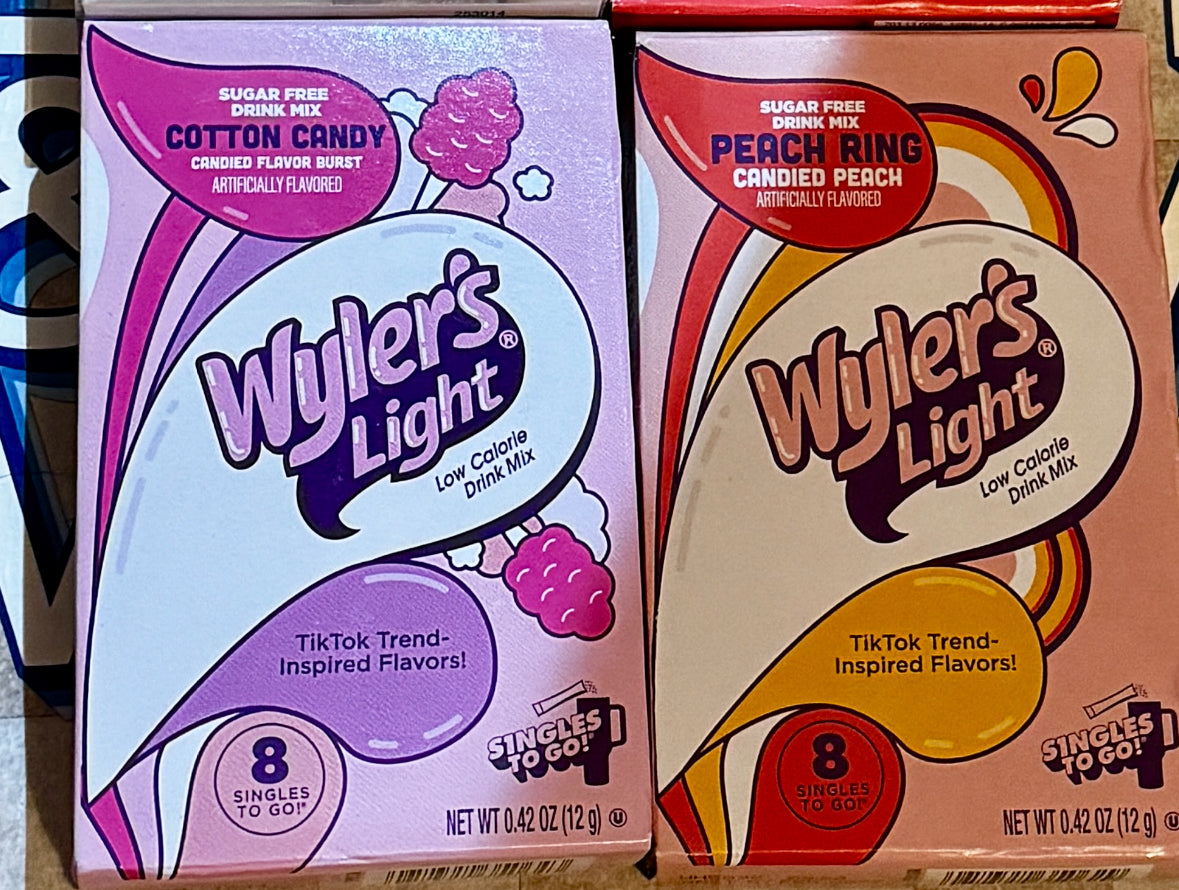 253014
SUGAR FREE
DRINK MIX
COTTON CANDY
CANDIED FLAVOR BURST
ARTIFICIALLY FLAVORED
Wyler's®
Light
Low Calorie
Drink Mix
TikTok Trend-
Inspired Flavors!
8
SINGLES
TO GO!®
SINGLES
TO GO!®
NET WT 0.42 OZ (12 g) U
SUGAR FREE
DRINK MIX
PEACH RING
CANDIED PEACH
ARTIFICIALLY FLAVORED
Wyler's®
Light
Low Calorie
Drink Mix
TikTok Trend-
Inspired Flavors!
8
SINGLES
TO GO!®
SINGLES
TO GO!®
NET WT 0.42 OZ (12 g) U